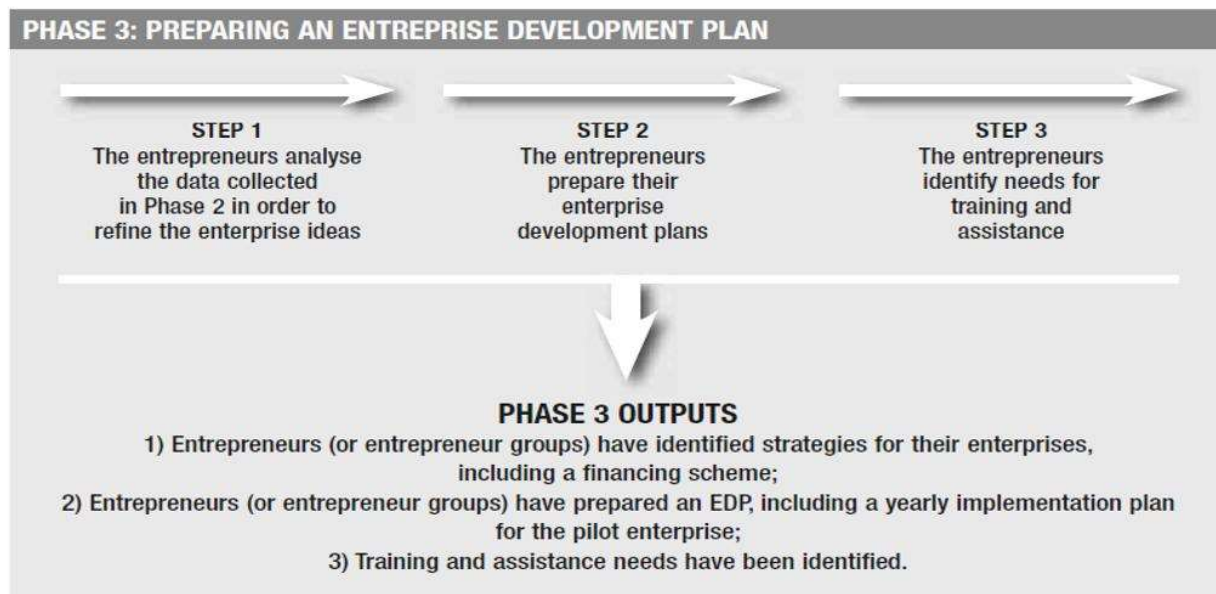 PHASE 3: PREPARING AN ENTREPRISE DEVELOPMENT PLAN
STEP 1
The entrepreneurs analyse
the data collected
in Phase 2 in order to
refine the enterprise ideas
STEP 2
The entrepreneurs
prepare their
enterprise
development plans
STEP 3
The entrepreneurs
identify needs for
training and
assistance
PHASE 3 OUTPUTS
1) Entrepreneurs (or entrepreneur groups) have identified strategies for their enterprises,
including a financing scheme;
2) Entrepreneurs (or entrepreneur groups) have prepared an EDP, including a yearly implementation plan
for the pilot enterprise;
3) Training and assistance needs have been identified.